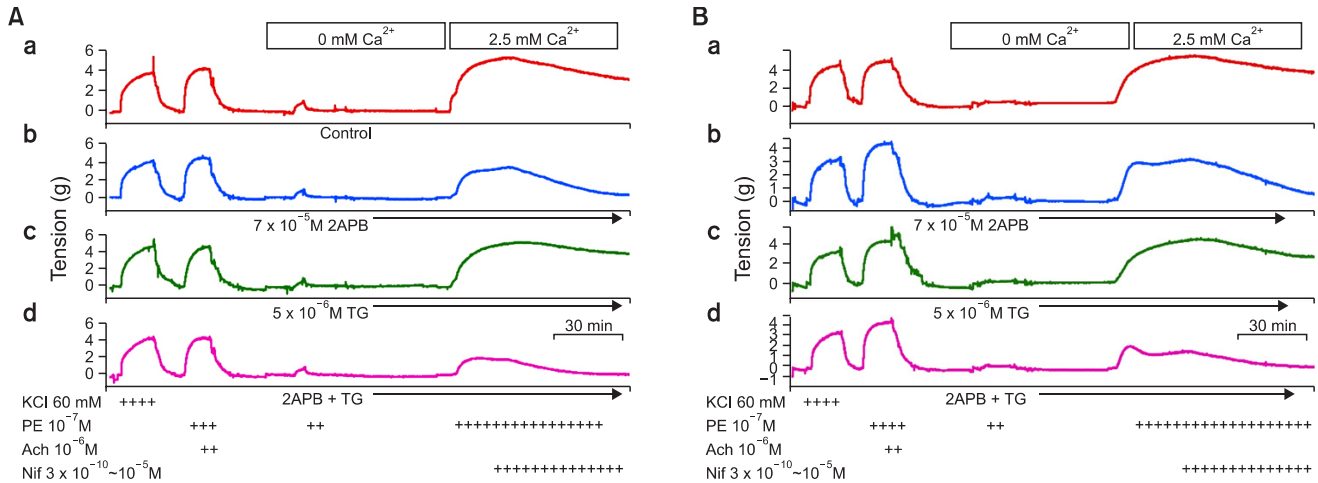 A
a
0 mM Ca²⁺
2.5 mM Ca²⁺
6
4
2
0
Control
b
6
4
2
0
7 x 10⁻⁵M 2APB
c
6
4
2
0
5 x 10⁻⁶M TG
d
6
4
2
0
30 min
2APB + TG
Tension (g)
KCl 60 mM ++++
PE 10⁻⁷M +++ ++ ++++++++++++++++
Ach 10⁻⁶M ++
Nif 3 x 10⁻¹⁰~10⁻⁵M ++++++++++++++
B
a
0 mM Ca²⁺
2.5 mM Ca²⁺
6
4
2
0
b
4
3
2
1
0
7 x 10⁻⁵M 2APB
c
6
4
2
0
5 x 10⁻⁶M TG
d
4
3
2
1
0
−1
30 min
2APB + TG
Tension (g)
KCl 60 mM ++++
PE 10⁻⁷M ++++ ++ +++++++++++++++++++
Ach 10⁻⁶M ++
Nif 3 x 10⁻¹⁰~10⁻⁵M ++++++++++++++